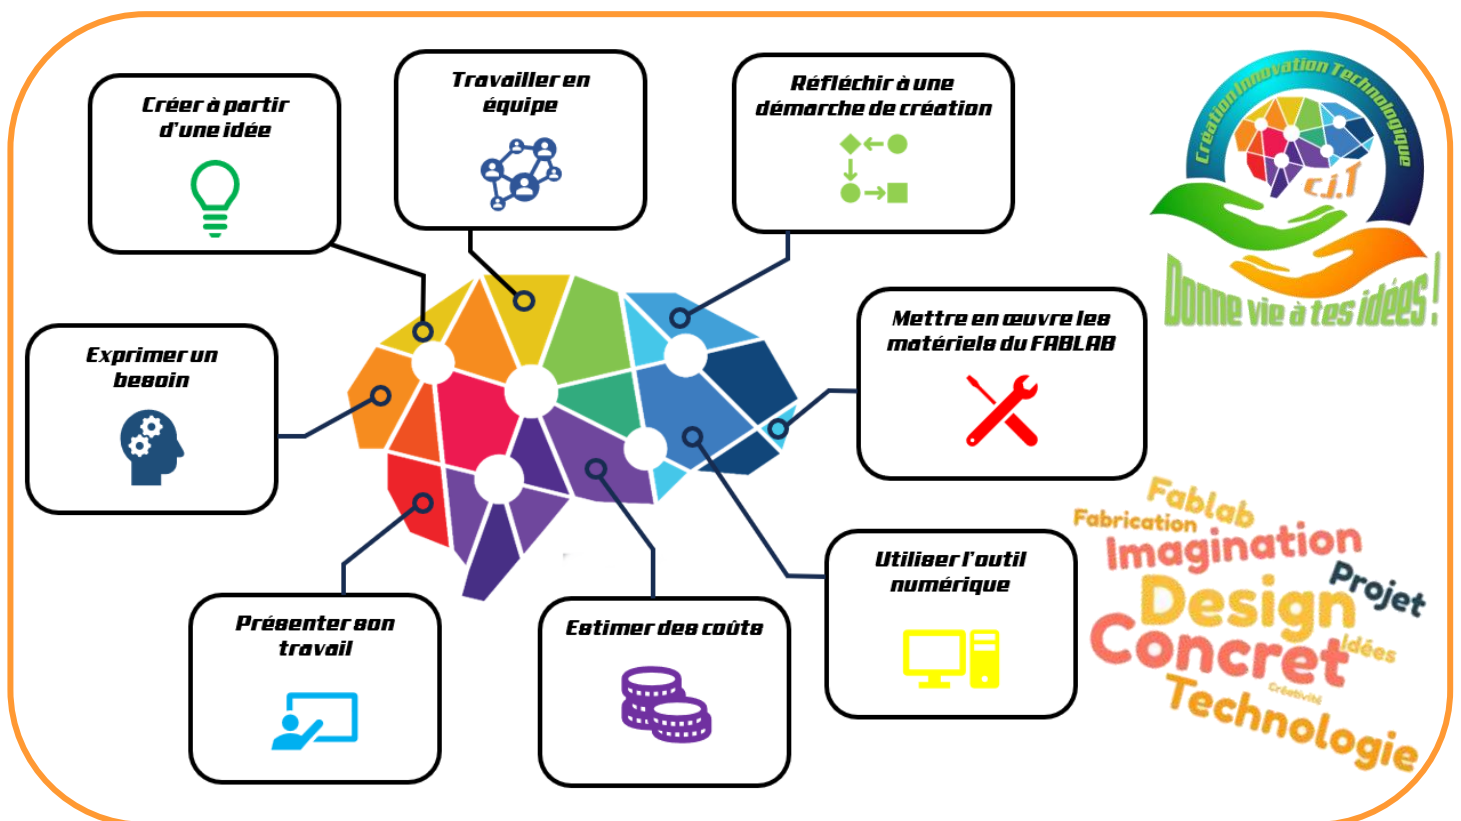 Créer à partir
d'une idée
Travailler en
équipe
Réfléchir à une
démarche de création
Création Innovation Technologique
C.i.T
Donne vie à tes idées !
Exprimer un
besoin
Mettre en œuvre les
matériels du FABLAB
Utiliser l'outil
numérique
Présenter son
travail
Estimer des coûts
Fablab
Fabrication
Imagination
Projet
Design
Concret
Idées
Créativité
Technologie